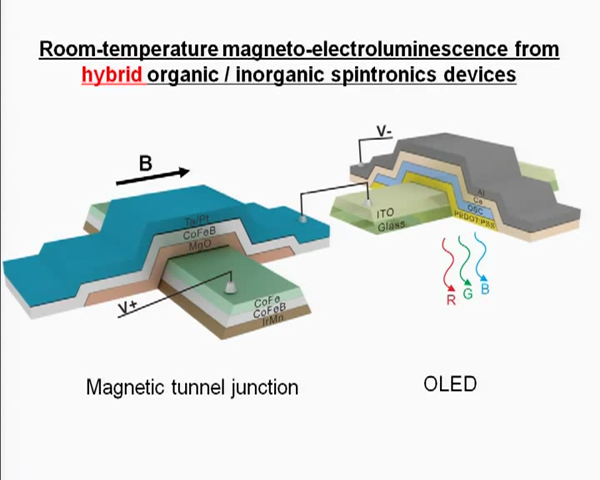 Room-temperature magneto-electroluminescence from
hybrid organic / inorganic spintronics devices
V-
B
Al
Ca
OSC
PVDOT:PSS
ITO
Glass
Ta/Pt
CoFeB
MgO
V+
CoFe
CoFeB
IrMn
R G B
Magnetic tunnel junction
OLED